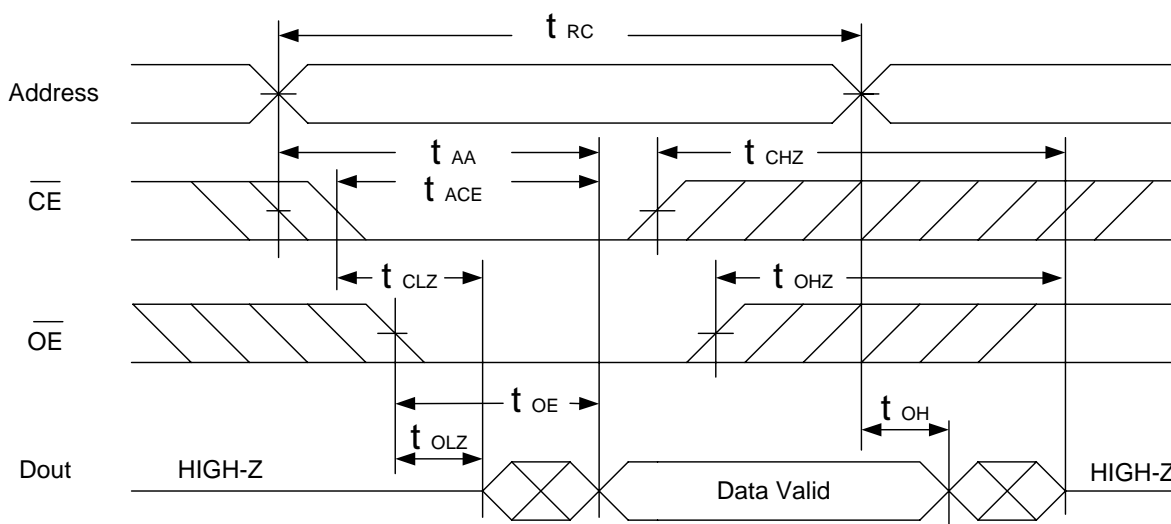 t RC
Address
t AA
t CHZ
CE
t ACE
t CLZ
t OHZ
OE
t OE
t OH
t OLZ
Dout
HIGH-Z
Data Valid
HIGH-Z